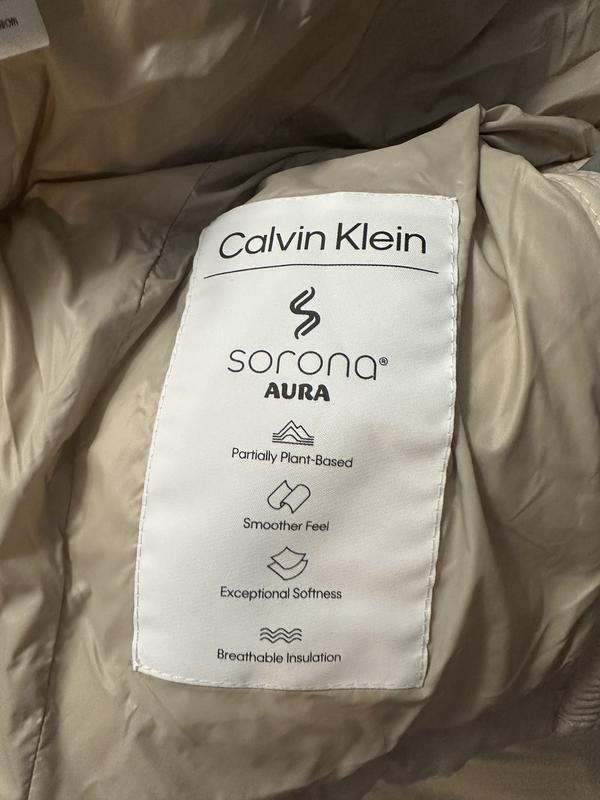 Calvin Klein
sorona®
AURA
Partially Plant-Based
Smoother Feel
Exceptional Softness
Breathable Insulation